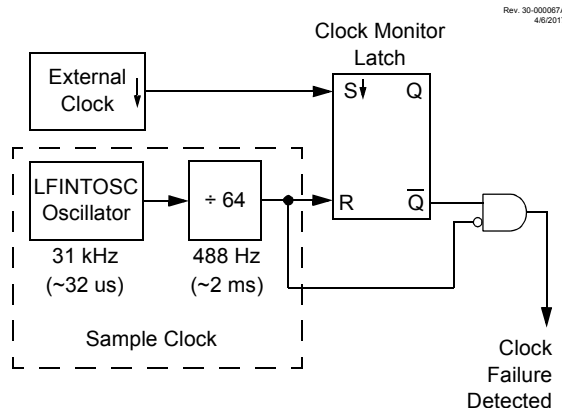 Rev. 30-000067A
4/6/2017
Clock Monitor
Latch
External
Clock
S
Q
LFINTOSC
Oscillator
÷ 64
R
Q
31 kHz
(~32 us)
488 Hz
(~2 ms)
Sample Clock
Clock
Failure
Detected